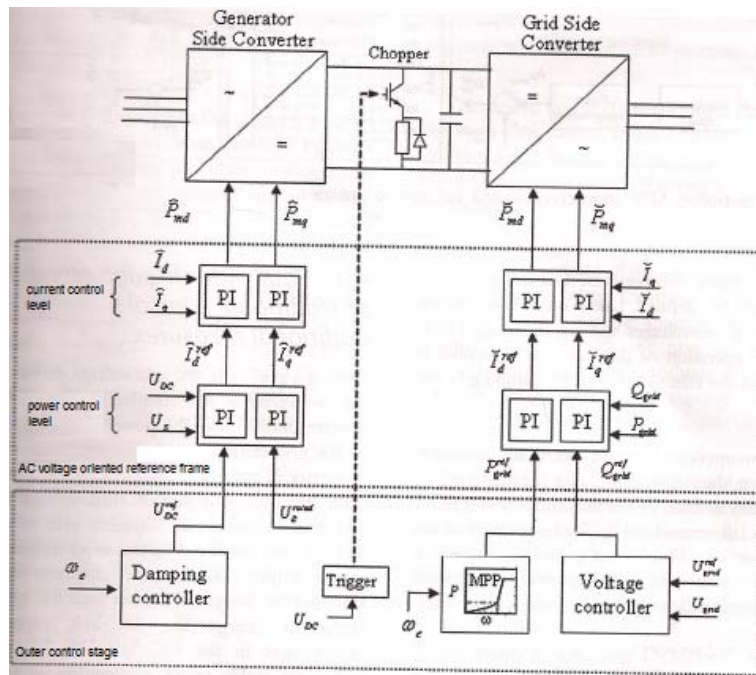 Generator
Side Converter
Grid Side
Converter
Chopper
~
=
=
~
P̂md
P̂mq
P̌md
P̌mq
current control
level
Îd
Îq
PI
PI
PI
PI
Ǐq
Ǐd
Îdref
Îqref
Ǐdref
Ǐqref
power control
level
UDC
US
PI
PI
PI
PI
Qgrid
Pgrid
AC voltage oriented reference frame
Pgridref
Qgridref
UDCref
USrated
ωe
Damping
controller
Trigger
UDC
ωe
P
MPP
ω
Voltage
controller
Ugridref
Ugrid
Outer control stage